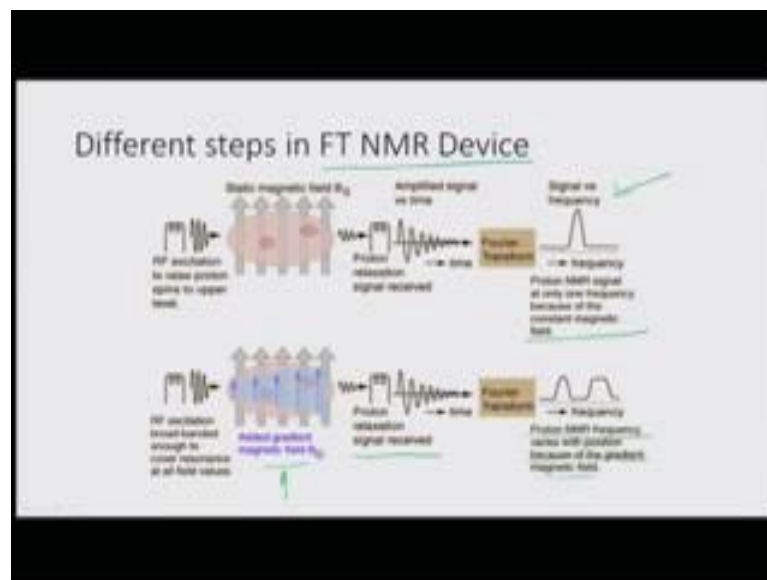 Different steps in FT NMR Device
Static magnetic field B0
Amplified signal
vs time
Signal vs
frequency
RF excitation
to raise proton
spins to upper
level.
Proton
relaxation
signal received
time
Fourier
Transform
frequency
Proton NMR signal
at only one frequency
because of the
constant magnetic
field.
RF excitation
broad-banded
enough to
cover resonance
at all field values
Added gradient
magnetic field
Proton
relaxation
signal received
time
Fourier
Transform
frequency
Proton NMR frequency
varies with position
because of the gradient
magnetic field.